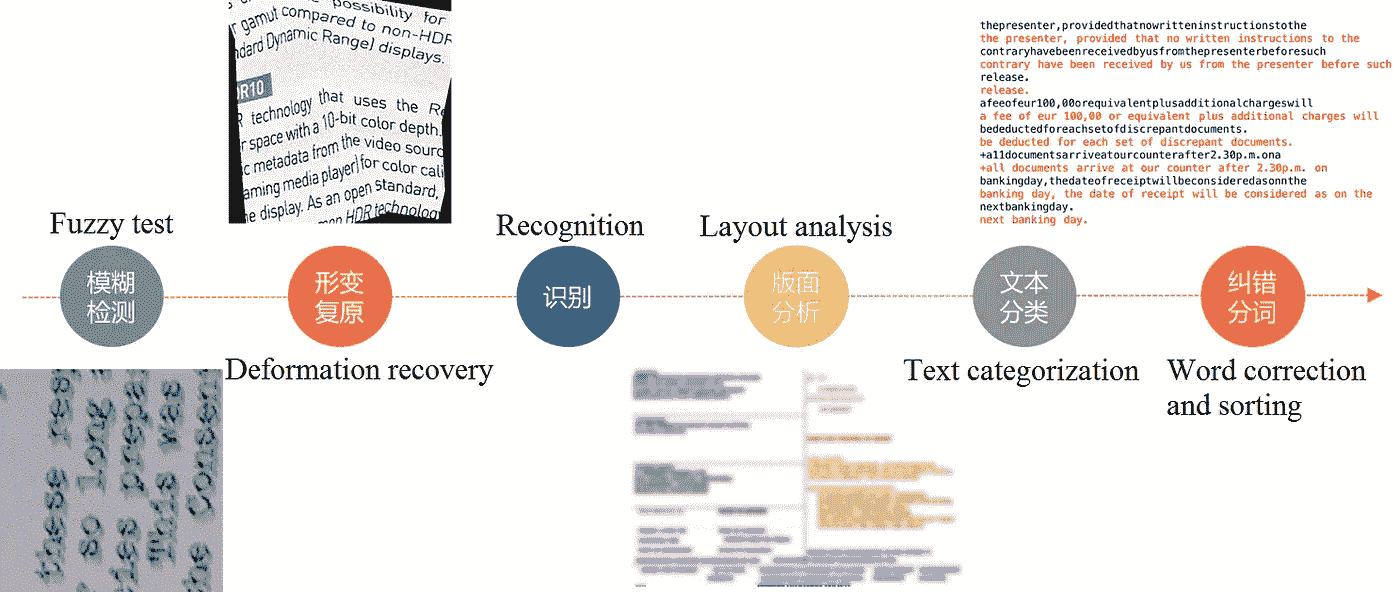 possibility for
gamut compared to non-HDR
ndard Dynamic Range) displays.
DR10
R technology that uses the Re
r space with a 10-bit color depth.
ic metadata from the video sourc
aming media player) for color cali
e display. As an open standard,
HDR technolog
thepresenter,providedthatnowritteninstructionstothe
the presenter, provided that no written instructions to the
contraryhavebeenreceivedbyusfromthepresenterbeforesuch
contrary have been received by us from the presenter before such
release.
release.
afeeofeur100,00orequivalentplusadditionalchargeswill
a fee of eur 100,00 or equivalent plus additional charges will
bedeductedforeachsetofdiscrepantdocuments.
be deducted for each set of discrepant documents.
+a11documentsarriveatourcounterafter2.30p.m.ona
+all documents arrive at our counter after 2.30p.m. on
bankingday,thedateofreceiptwillbeconsideredasonthe
banking day, the date of receipt will be considered as on the
nextbankingday.
next banking day.
Fuzzy test
Recognition
Layout analysis
模糊
检测
形变
复原
识别
版面
分析
文本
分类
纠错
分词
Deformation recovery
Text categorization
Word correction
and sorting
these res
so long
les prepa
This was
the Consen